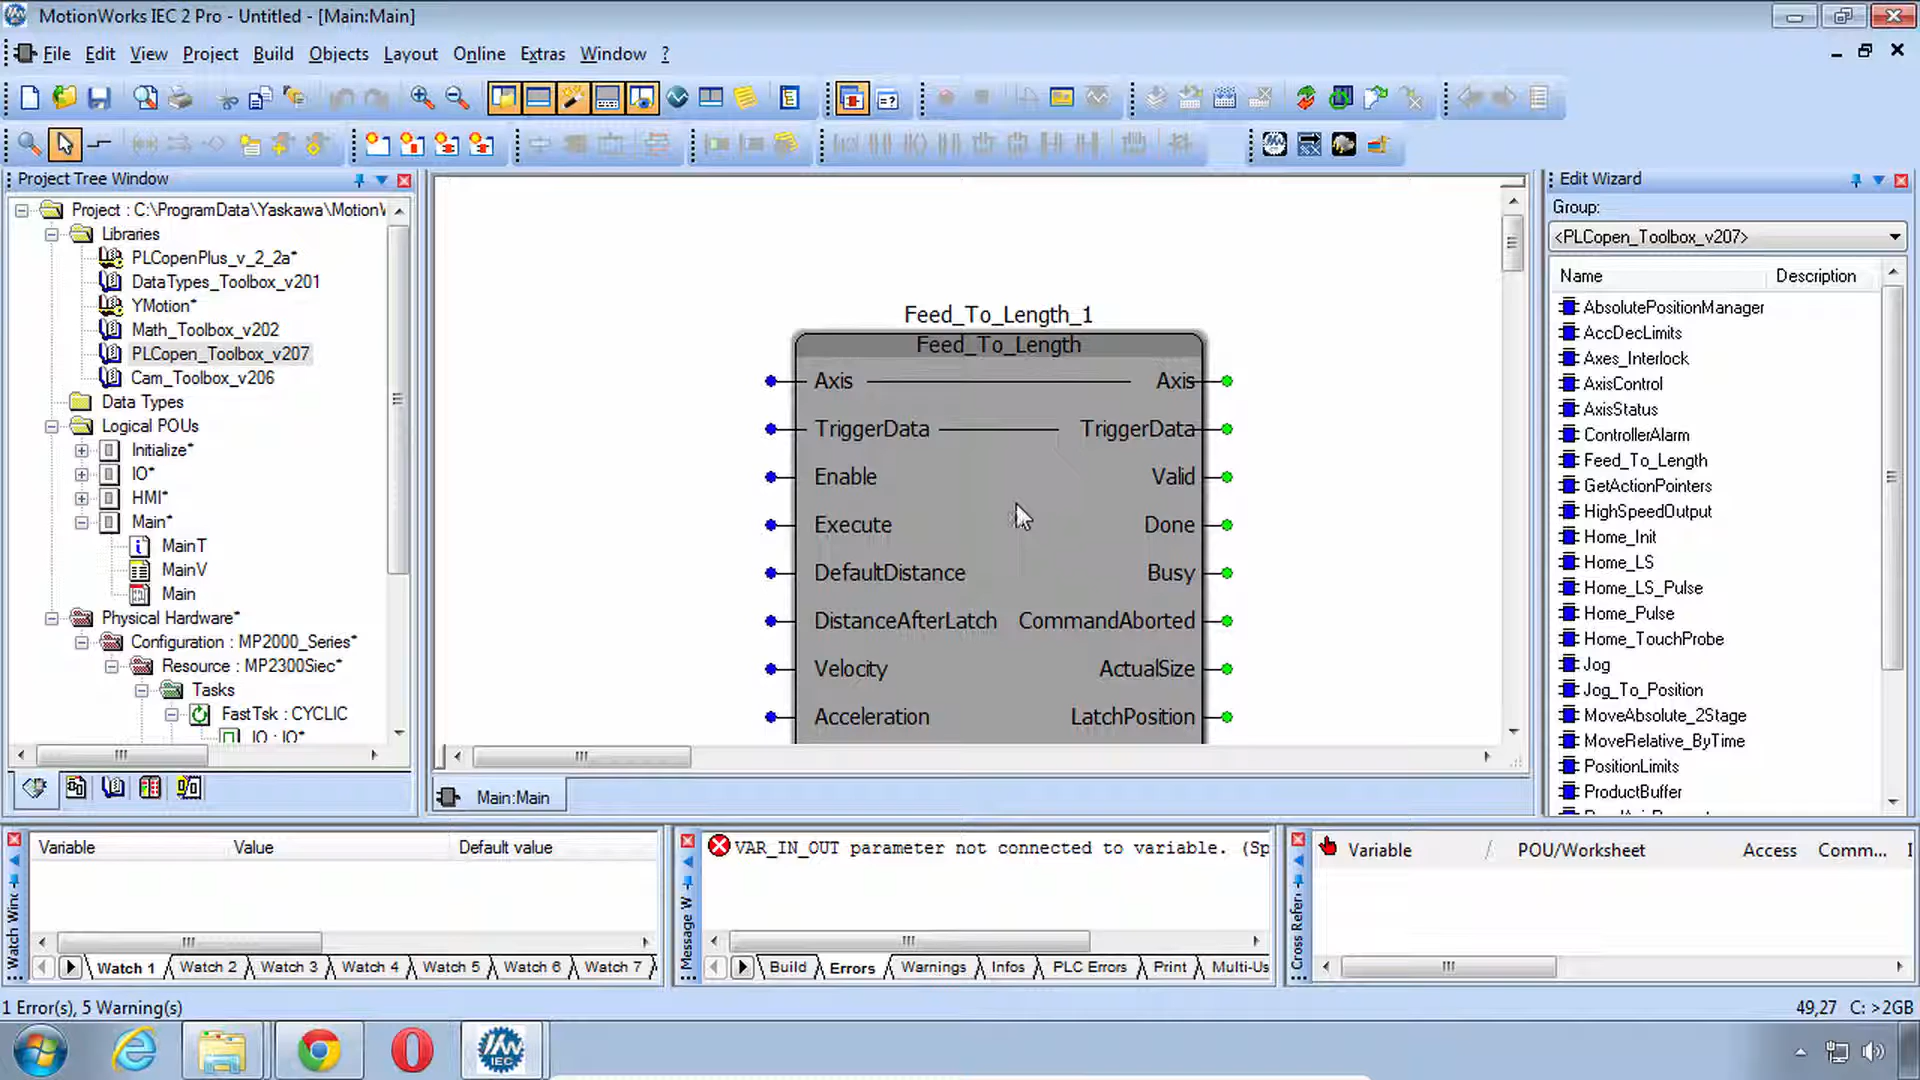 MotionWorks IEC 2 Pro - Untitled - [Main:Main]
File Edit View Project Build Objects Layout Online Extras Window ?
Project Tree Window
Project : C:\ProgramData\Yaskawa\Motion
Libraries
PLCopenPlus_v_2_2a*
DataTypes_Toolbox_v201
YMotion*
Math_Toolbox_v202
PLCopen_Toolbox_v207
Cam_Toolbox_v206
Data Types
Logical POUs
Initialize*
IO*
HMI*
Main*
MainT
MainV
Main
Physical Hardware*
Configuration : MP2000_Series*
Resource : MP2300Siec*
Tasks
FastTsk : CYCLIC
IO : IO*
Feed_To_Length_1
Feed_To_Length
Axis Axis
TriggerData TriggerData
Enable Valid
Execute Done
DefaultDistance Busy
DistanceAfterLatch CommandAborted
Velocity ActualSize
Acceleration LatchPosition
Main:Main
Edit Wizard
Group:
<PLCopen_Toolbox_v207>
Name Description
AbsolutePositionManager
AccDecLimits
Axes_Interlock
AxisControl
AxisStatus
ControllerAlarm
Feed_To_Length
GetActionPointers
HighSpeedOutput
Home_Init
Home_LS
Home_LS_Pulse
Home_Pulse
Home_TouchProbe
Jog
Jog_To_Position
MoveAbsolute_2Stage
MoveRelative_ByTime
PositionLimits
ProductBuffer
Watch Winc
Variable Value Default value
Watch 1 Watch 2 Watch 3 Watch 4 Watch 5 Watch 6 Watch 7
Message W
VAR_IN_OUT parameter not connected to variable. (Sp
Build Errors Warnings Infos PLC Errors Print Multi-Us
Cross Refer
Variable / POU/Worksheet Access Comm...
1 Error(s), 5 Warning(s)
49,27 C: >2GB
IEC